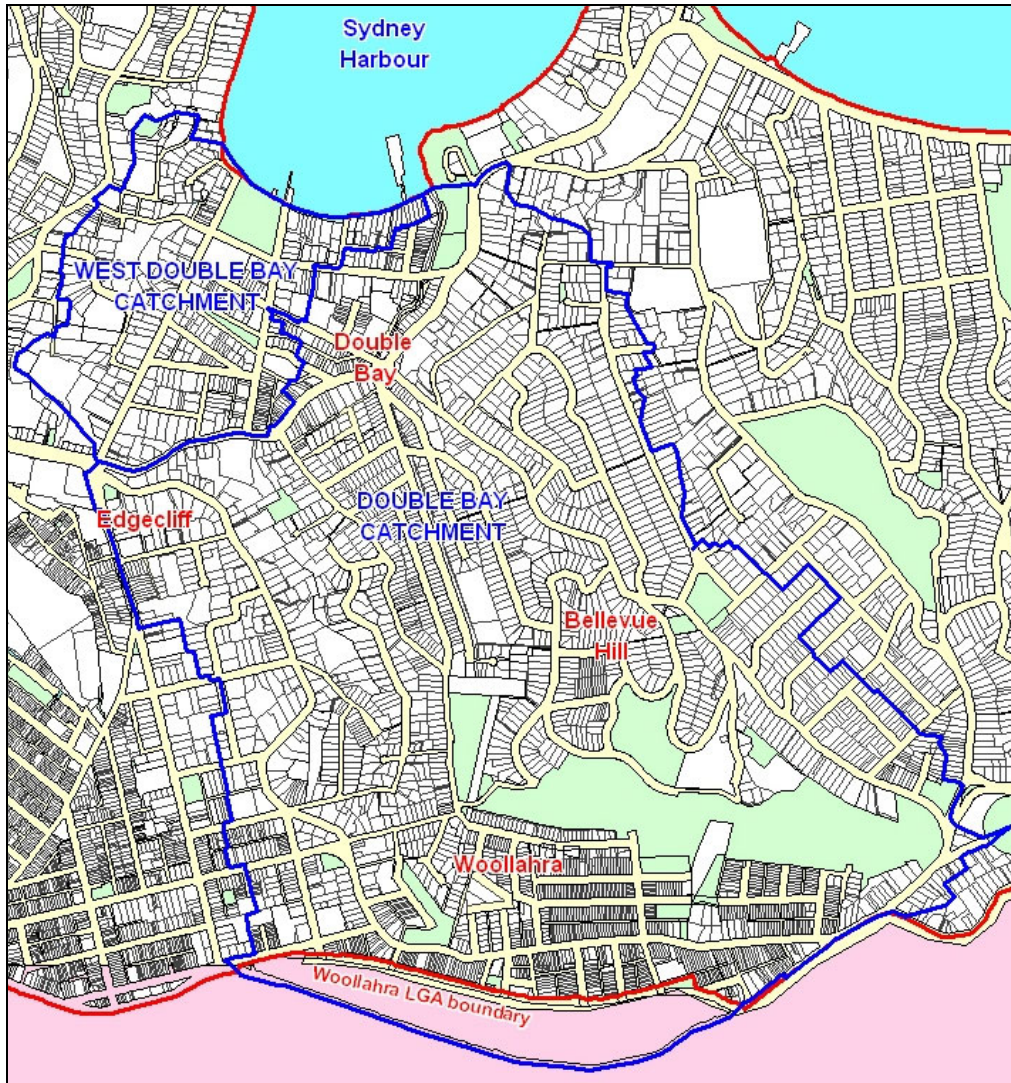 Sydney
Harbour
WEST DOUBLE BAY
CATCHMENT
Double
Bay
DOUBLE BAY
CATCHMENT
Edgecliff
Bellevue
Hill
Woollahra
Woollahra LGA boundary